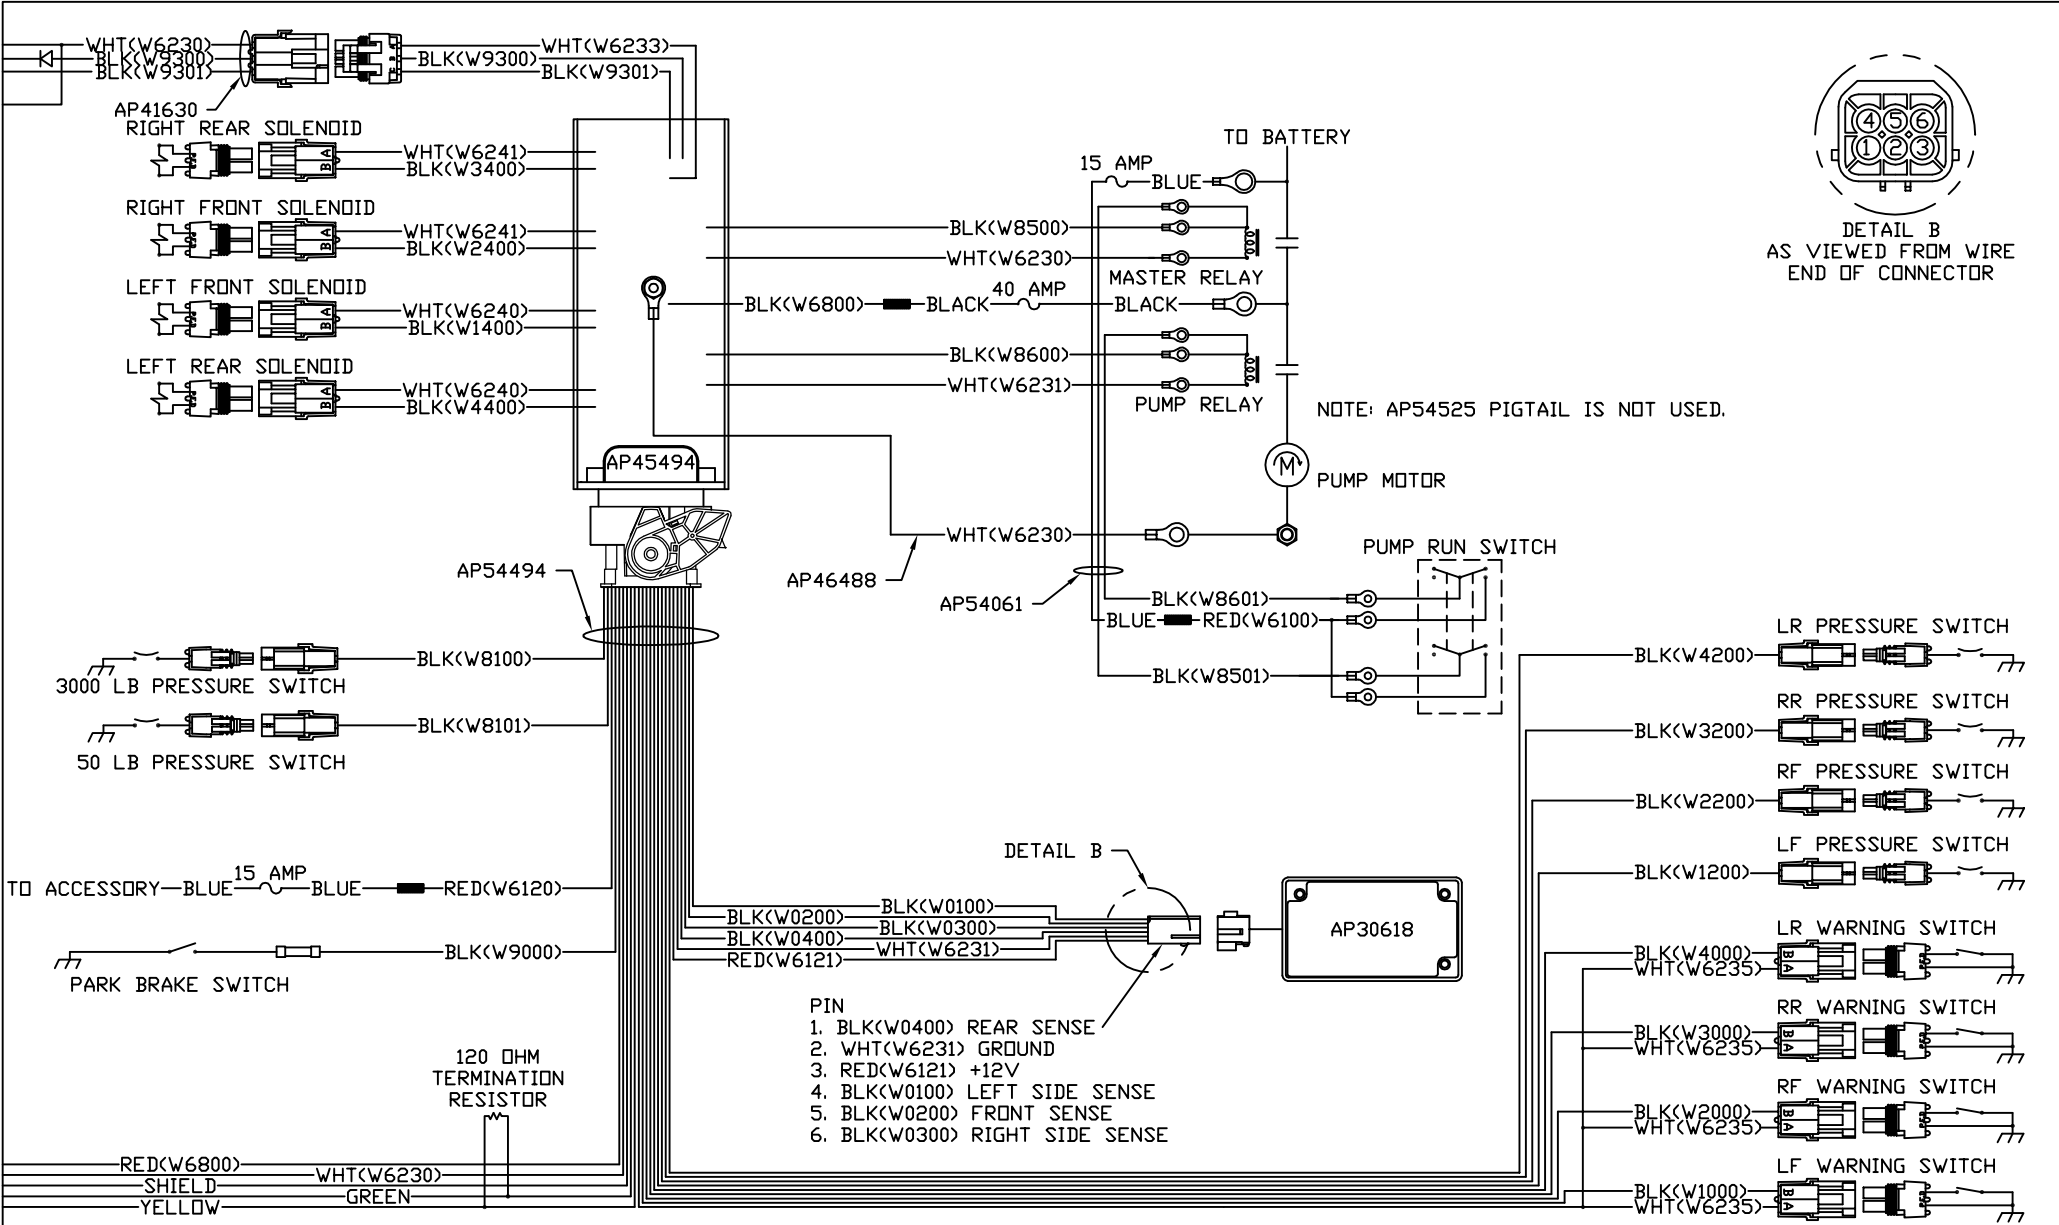 WHT(W6230)
BLK(W9300)
BLK(W9301)
WHT(W6233)
BLK(W9300)
BLK(W9301)
AP41630
RIGHT REAR SOLENOID
WHT(W6241)
BLK(W3400)
A
B
RIGHT FRONT SOLENOID
WHT(W6241)
BLK(W2400)
A
B
LEFT FRONT SOLENOID
WHT(W6240)
BLK(W1400)
A
B
LEFT REAR SOLENOID
WHT(W6240)
BLK(W4400)
A
B
AP45494
TO BATTERY
15 AMP
BLUE
BLK(W8500)
WHT(W6230)
MASTER RELAY
BLK(W6800)
BLACK
40 AMP
BLACK
BLK(W8600)
WHT(W6231)
PUMP RELAY
NOTE: AP54525 PIGTAIL IS NOT USED.
M
PUMP MOTOR
WHT(W6230)
AP46488
AP54061
PUMP RUN SWITCH
BLK(W8601)
BLUE
RED(W6100)
BLK(W8501)
4 5 6
1 2 3
DETAIL B
AS VIEWED FROM WIRE
END OF CONNECTOR
AP54494
BLK(W8100)
3000 LB PRESSURE SWITCH
BLK(W8101)
50 LB PRESSURE SWITCH
TO ACCESSORY
BLUE
15 AMP
BLUE
RED(W6120)
BLK(W9000)
PARK BRAKE SWITCH
120 OHM
TERMINATION
RESISTOR
RED(W6800)
WHT(W6230)
SHIELD
GREEN
YELLOW
DETAIL B
BLK(W0100)
BLK(W0200)
BLK(W0300)
BLK(W0400)
WHT(W6231)
RED(W6121)
AP30618
PIN
1. BLK(W0400) REAR SENSE
2. WHT(W6231) GROUND
3. RED(W6121) +12V
4. BLK(W0100) LEFT SIDE SENSE
5. BLK(W0200) FRONT SENSE
6. BLK(W0300) RIGHT SIDE SENSE
LR PRESSURE SWITCH
BLK(W4200)
RR PRESSURE SWITCH
BLK(W3200)
RF PRESSURE SWITCH
BLK(W2200)
LF PRESSURE SWITCH
BLK(W1200)
LR WARNING SWITCH
BLK(W4000)
WHT(W6235)
B
A
RR WARNING SWITCH
BLK(W3000)
WHT(W6235)
B
A
RF WARNING SWITCH
BLK(W2000)
WHT(W6235)
B
A
LF WARNING SWITCH
BLK(W1000)
WHT(W6235)
B
A